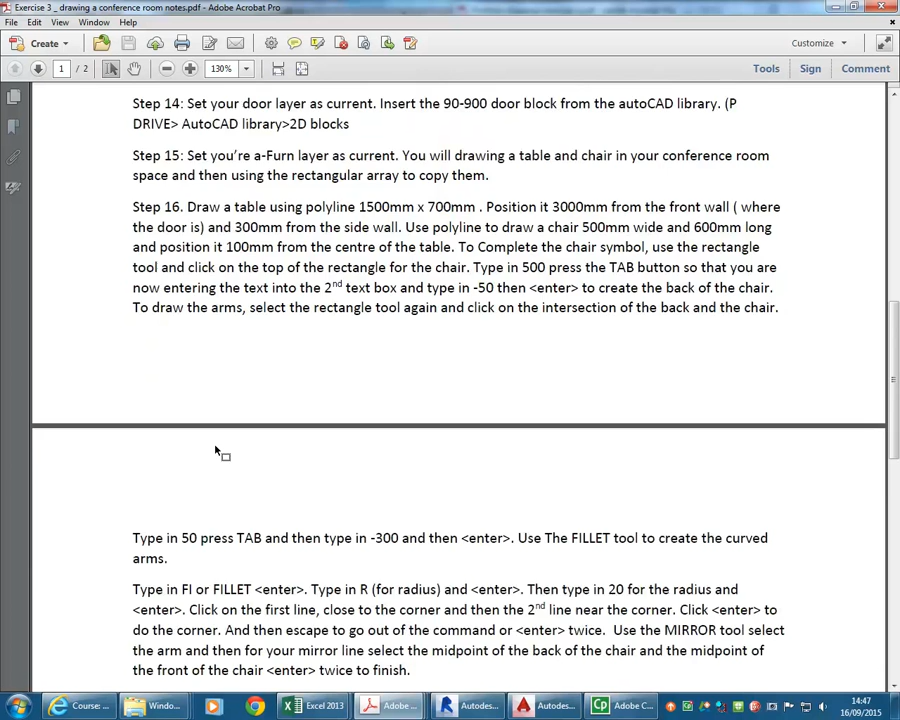 Exercise 3 _ drawing a conference room notes.pdf - Adobe Acrobat Pro
File Edit View Window Help
Create Customize
1 / 2 130% Tools Sign Comment
Step 14: Set your door layer as current. Insert the 90-900 door block from the autoCAD library. (P
DRIVE> AutoCAD library>2D blocks
Step 15: Set you're a-Furn layer as current. You will drawing a table and chair in your conference room
space and then using the rectangular array to copy them.
Step 16. Draw a table using polyline 1500mm x 700mm . Position it 3000mm from the front wall ( where
the door is) and 300mm from the side wall. Use polyline to draw a chair 500mm wide and 600mm long
and position it 100mm from the centre of the table. To Complete the chair symbol, use the rectangle
tool and click on the top of the rectangle for the chair. Type in 500 press the TAB button so that you are
now entering the text into the 2nd text box and type in -50 then <enter> to create the back of the chair.
To draw the arms, select the rectangle tool again and click on the intersection of the back and the chair.
Type in 50 press TAB and then type in -300 and then <enter>. Use The FILLET tool to create the curved
arms.
Type in FI or FILLET <enter>. Type in R (for radius) and <enter>. Then type in 20 for the radius and
<enter>. Click on the first line, close to the corner and then the 2nd line near the corner. Click <enter> to
do the corner. And then escape to go out of the command or <enter> twice. Use the MIRROR tool select
the arm and then for your mirror line select the midpoint of the back of the chair and the midpoint of
the front of the chair <enter> twice to finish.
Course: ... Windo... Excel 2013 Adobe ... Autodes... Autodes... Adobe C... 14:47
16/09/2015